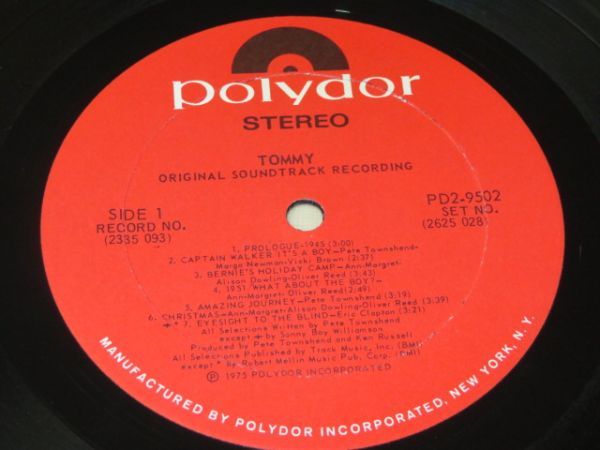 polydor
STEREO
TOMMY
ORIGINAL SOUNDTRACK RECORDING
SIDE 1
RECORD NO.
(2335 093)
PD2-9502
SET NO.
(2625 028)
1. PROLOGUE-1945 (3:00)
2. CAPTAIN WALKER/IT'S A BOY-Pete Townshend-
Margo Newman-Vicki Brown (2:37)
3. BERNIE'S HOLIDAY CAMP-Ann-Margret-
Alison Dowling-Oliver Reed (3:43)
4. 1951/WHAT ABOUT THE BOY?-
Ann-Margret-Oliver Reed (2:49)
5. AMAZING JOURNEY-Pete Townshend (3:19)
6. CHRISTMAS-Ann-Margret-Alison Dowling-Oliver Reed (3:39)
+* 7. EYESIGHT TO THE BLIND-Eric Clapton (3:21)
All Selections Written by Pete Townshend
except + by Sonny Boy Williamson
Produced by Pete Townshend and Ken Russell
All Selections Published by Track Music, Inc. (BMI)
except * by Robert Mellin Music Pub. Corp. (BMI)
℗ 1975 POLYDOR INCORPORATED
MANUFACTURED BY POLYDOR INCORPORATED, NEW YORK, N.Y.